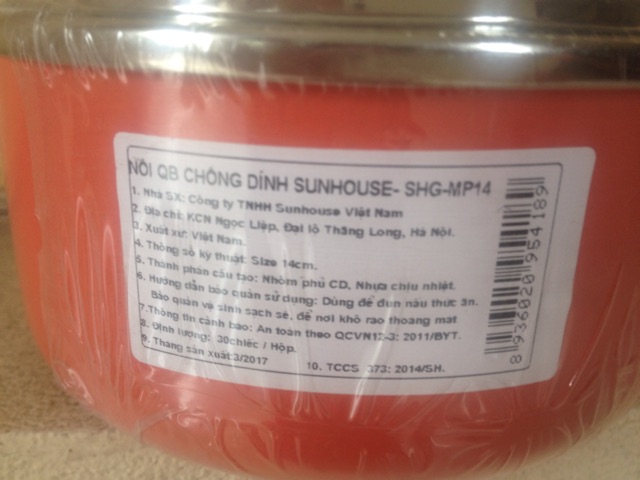 NỒI QB CHỐNG DÍNH SUNHOUSE- SHG-MP14
1. Nhà SX: Công ty TNHH Sunhouse Việt Nam
2. Địa chỉ: KCN Ngọc Liệp, Đại lộ Thăng Long, Hà Nội.
3. Xuất xứ: Việt Nam.
4. Thông số kỹ thuật: Size 14cm.
5. Thành phần cấu tạo: Nhôm phủ CD, Nhựa chịu nhiệt.
6. Hướng dẫn bảo quản sử dụng: Dùng để đun nấu thức ăn.
Bảo quản vệ sinh sạch sẽ, để nơi khô ráo thoáng mát
7.Thông tin cảnh báo: An toàn theo QCVN12-3: 2011/BYT.
8. Định lượng: 30chiếc / Hộp.
9. Tháng sản xuất:3/2017 10. TCCS 373: 2014/SH.
8 936020 954189